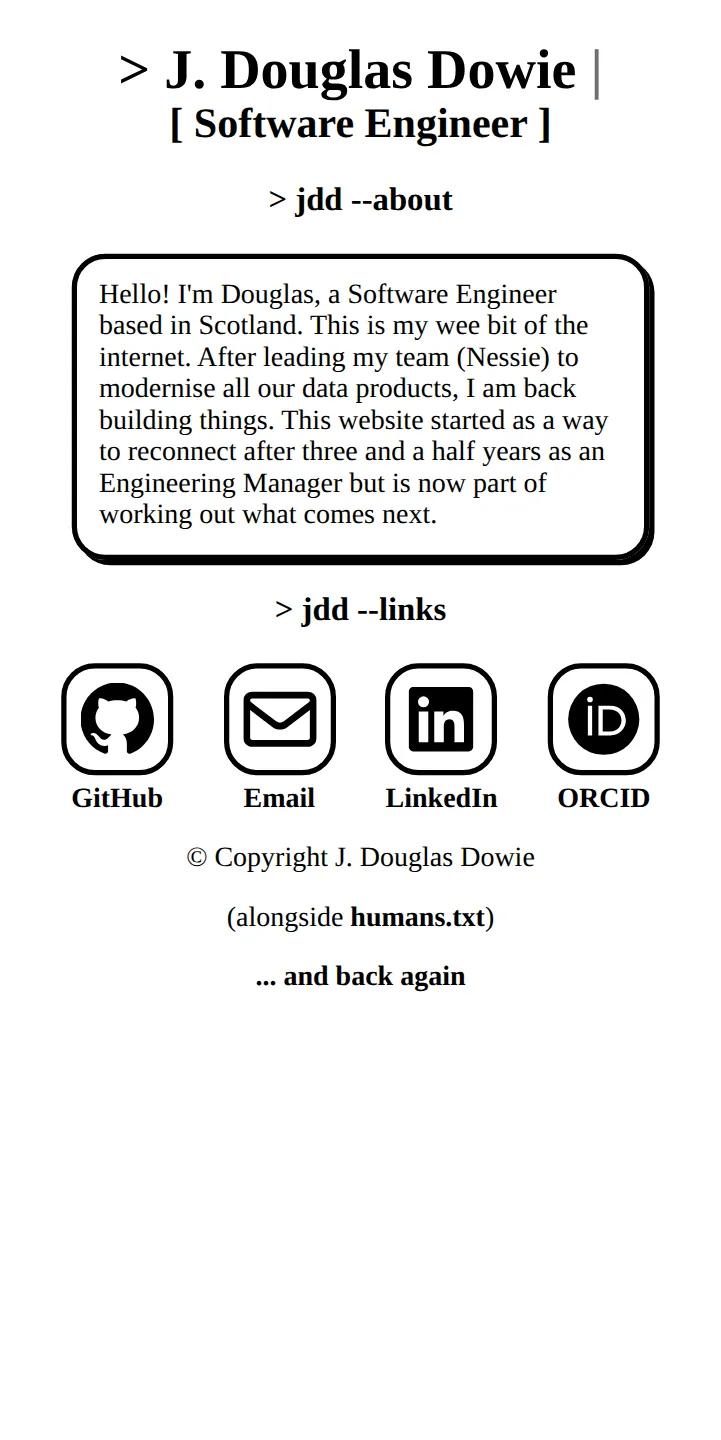 > J. Douglas Dowie |
[ Software Engineer ]
> jdd --about
Hello! I'm Douglas, a Software Engineer
based in Scotland. This is my wee bit of the
internet. After leading my team (Nessie) to
modernise all our data products, I am back
building things. This website started as a way
to reconnect after three and a half years as an
Engineering Manager but is now part of
working out what comes next.
> jdd --links
in iD
GitHub Email LinkedIn ORCID
© Copyright J. Douglas Dowie
(alongside humans.txt)
... and back again